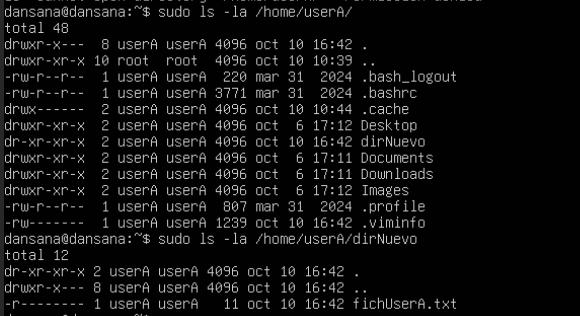 dansana@dansana:~$ sudo ls -la /home/userA/
total 48
drwxr-x---  8 userA userA 4096 oct 10 16:42 .
drwxr-xr-x 10 root  root  4096 oct 10 10:39 ..
-rw-r--r--  1 userA userA  220 mar 31  2024 .bash_logout
-rw-r--r--  1 userA userA 3771 mar 31  2024 .bashrc
drwx------  2 userA userA 4096 oct 10 10:44 .cache
drwxr-xr-x  2 userA userA 4096 oct  6 17:12 Desktop
dr-xr-xr-x  2 userA userA 4096 oct 10 16:42 dirNuevo
drwxr-xr-x  2 userA userA 4096 oct  6 17:11 Documents
drwxr-xr-x  2 userA userA 4096 oct  6 17:11 Downloads
drwxr-xr-x  2 userA userA 4096 oct  6 17:12 Images
-rw-r--r--  1 userA userA  807 mar 31  2024 .profile
-rw-------  1 userA userA 1239 oct 10 16:42 .viminfo
dansana@dansana:~$ sudo ls -la /home/userA/dirNuevo
total 12
dr-xr-xr-x 2 userA userA 4096 oct 10 16:42 .
drwxr-x--- 8 userA userA 4096 oct 10 16:42 ..
-r-------- 1 userA userA   11 oct 10 16:42 fichUserA.txt